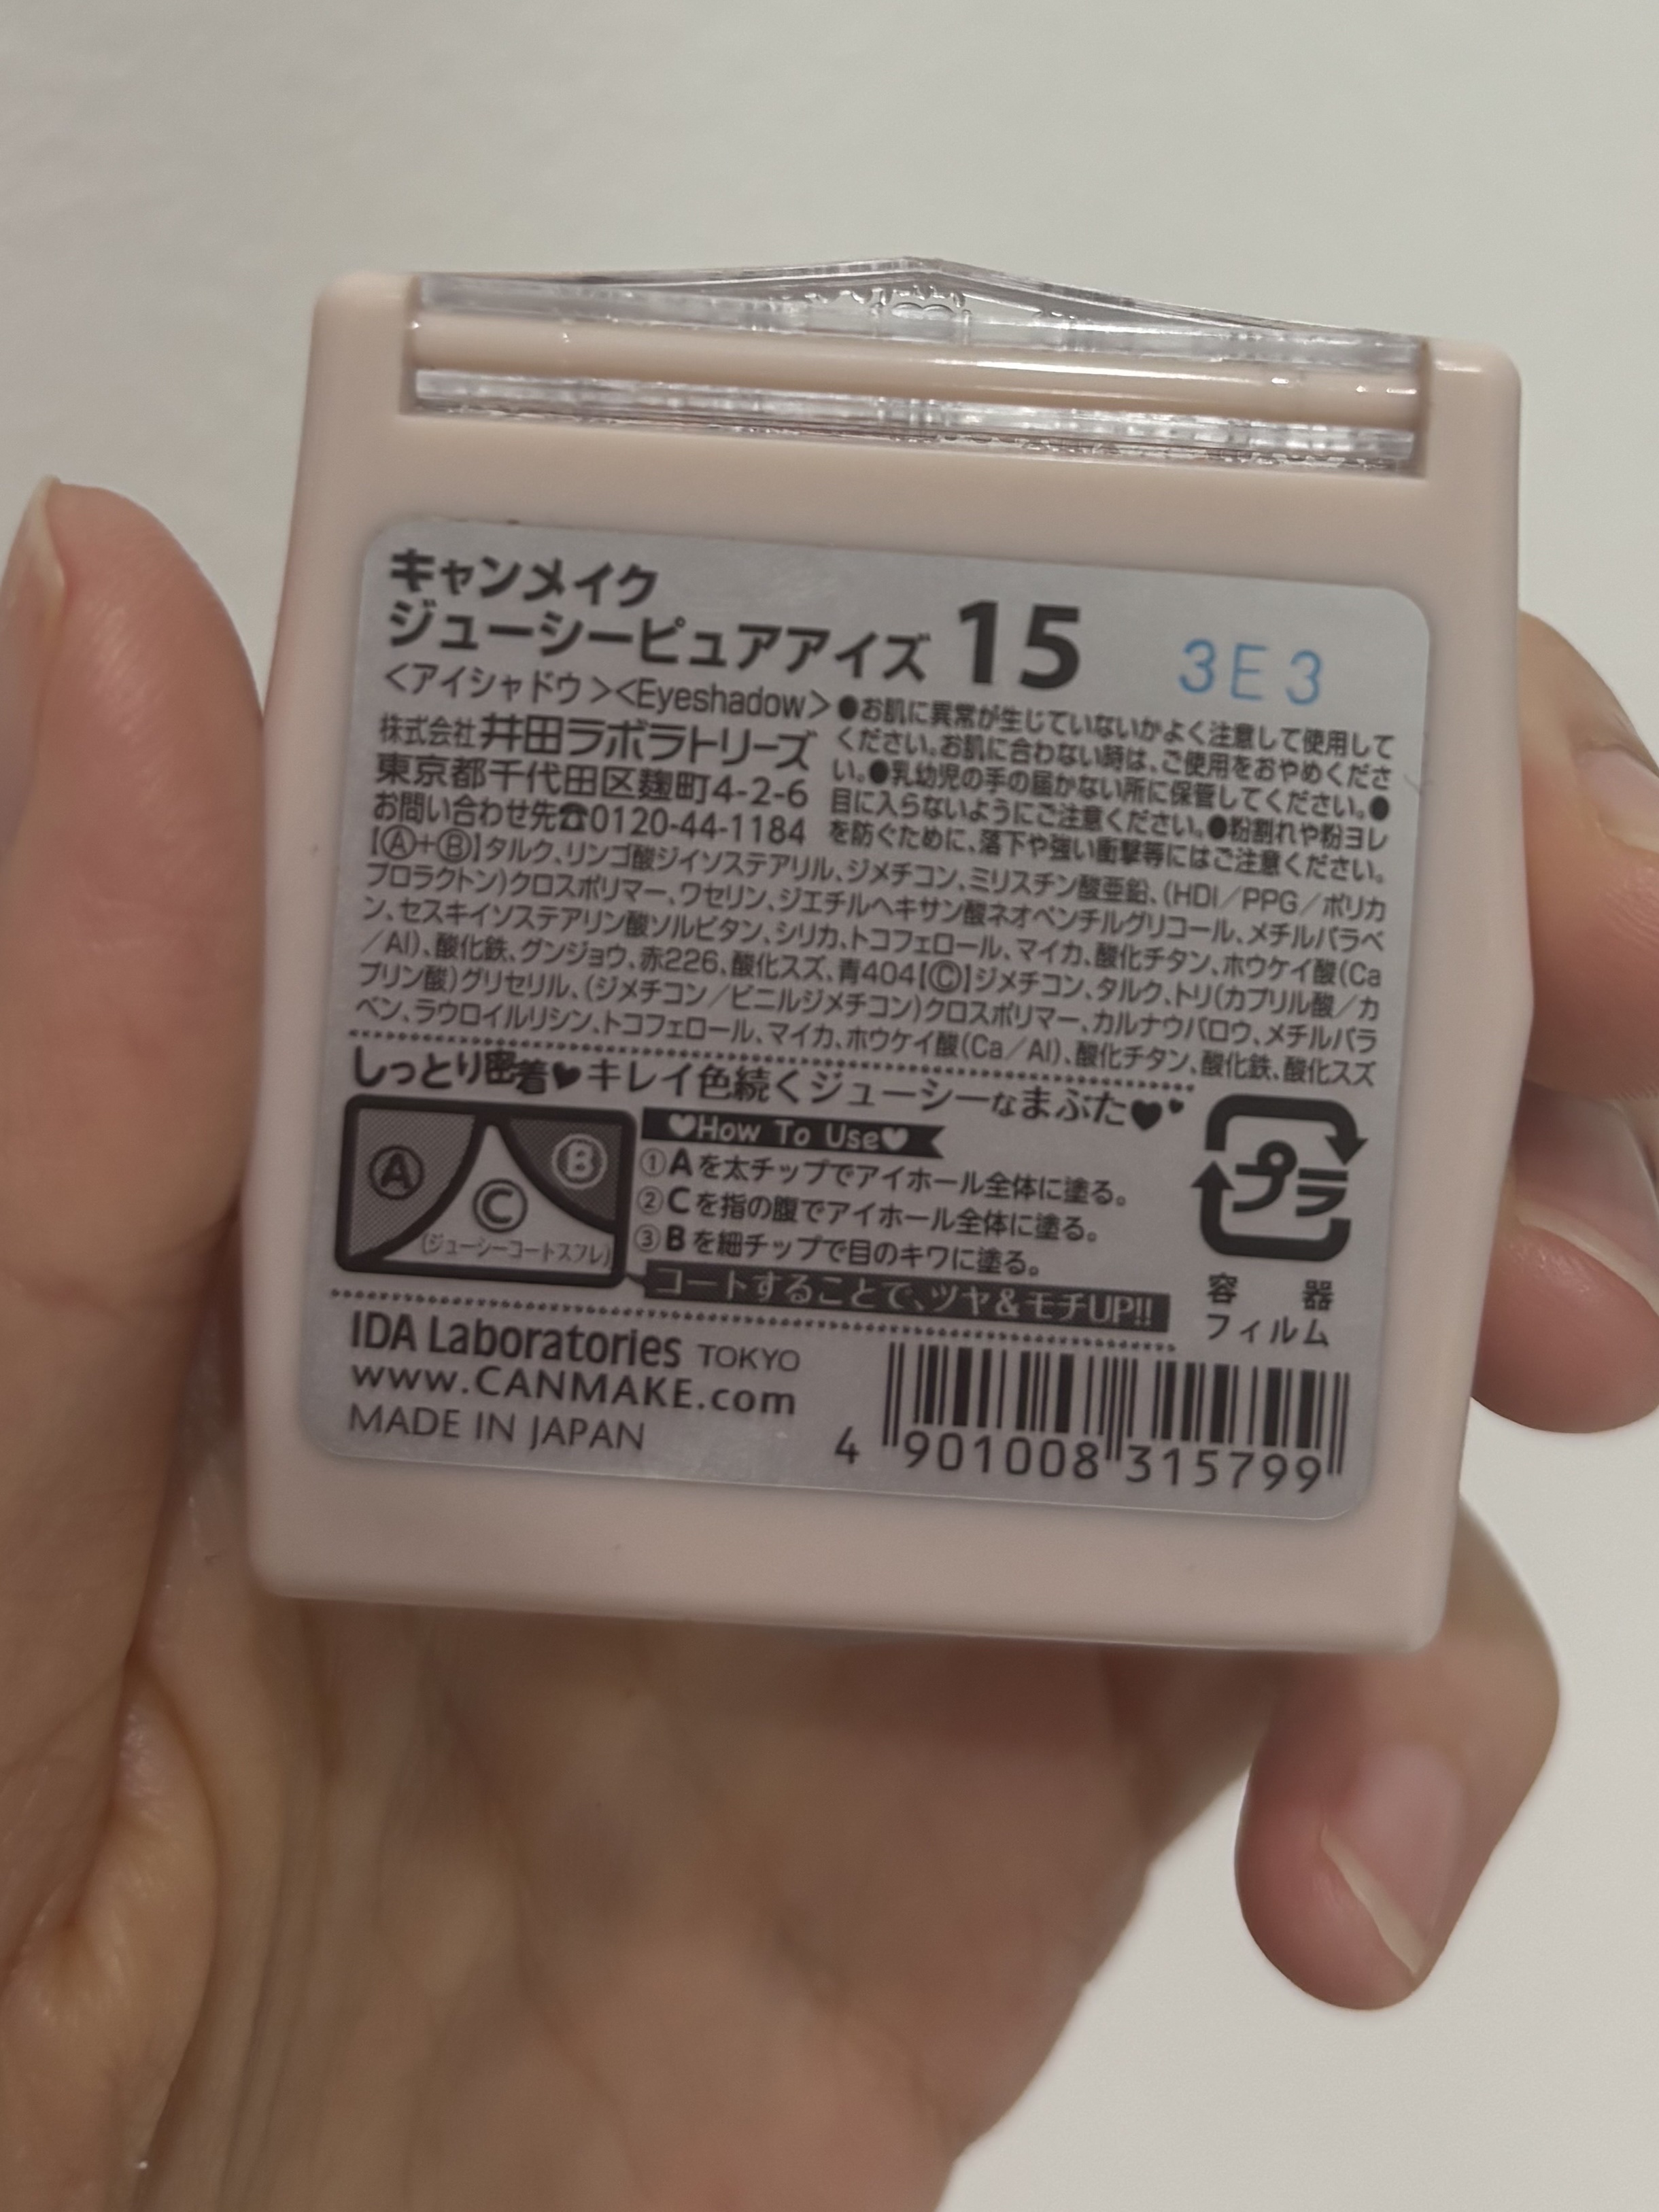 キャンメイク
ジューシーピュアアイズ 15 3E3
<アイシャドウ><Eyeshadow>
株式会社井田ラボラトリーズ
東京都千代田区麹町4-2-6
お問い合わせ先☎0120-44-1184
●お肌に異常が生じていないかよく注意して使用して
ください。お肌に合わない時は、ご使用をおやめくださ
い。●乳幼児の手の届かない所に保管してください。●
目に入らないようにご注意ください。●粉割れや粉ヨレ
を防ぐために、落下や強い衝撃等にはご注意ください。
【Ⓐ+Ⓑ】タルク、リンゴ酸ジイソステアリル、ジメチコン、ミリスチン酸亜鉛、(HDI/PPG/ポリカ
プロラクトン)クロスポリマー、ワセリン、ジエチルヘキサン酸ネオペンチルグリコール、メチルパラベ
ン、セスキイソステアリン酸ソルビタン、シリカ、トコフェロール、マイカ、酸化チタン、ホウケイ酸(Ca
/Al)、酸化鉄、グンジョウ、赤226、酸化スズ、青404【Ⓒ】ジメチコン、タルク、トリ(カプリル酸/カ
プリン酸)グリセリル、(ジメチコン/ビニルジメチコン)クロスポリマー、カルナウバロウ、メチルパラ
ベン、ラウロイルリシン、トコフェロール、マイカ、ホウケイ酸(Ca/Al)、酸化チタン、酸化鉄、酸化スズ
しっとり密着♥キレイ色続くジューシーなまぶた♥♥
Ⓐ Ⓑ
Ⓒ
(ジューシーコートスフレ)
♥How To Use♥
①Aを太チップでアイホール全体に塗る。
②Cを指の腹でアイホール全体に塗る。
③Bを細チップで目のキワに塗る。
コートすることで、ツヤ&モチUP!!
プラ
容器
フィルム
IDA Laboratories TOKYO
www.CANMAKE.com
MADE IN JAPAN
4 901008 315799